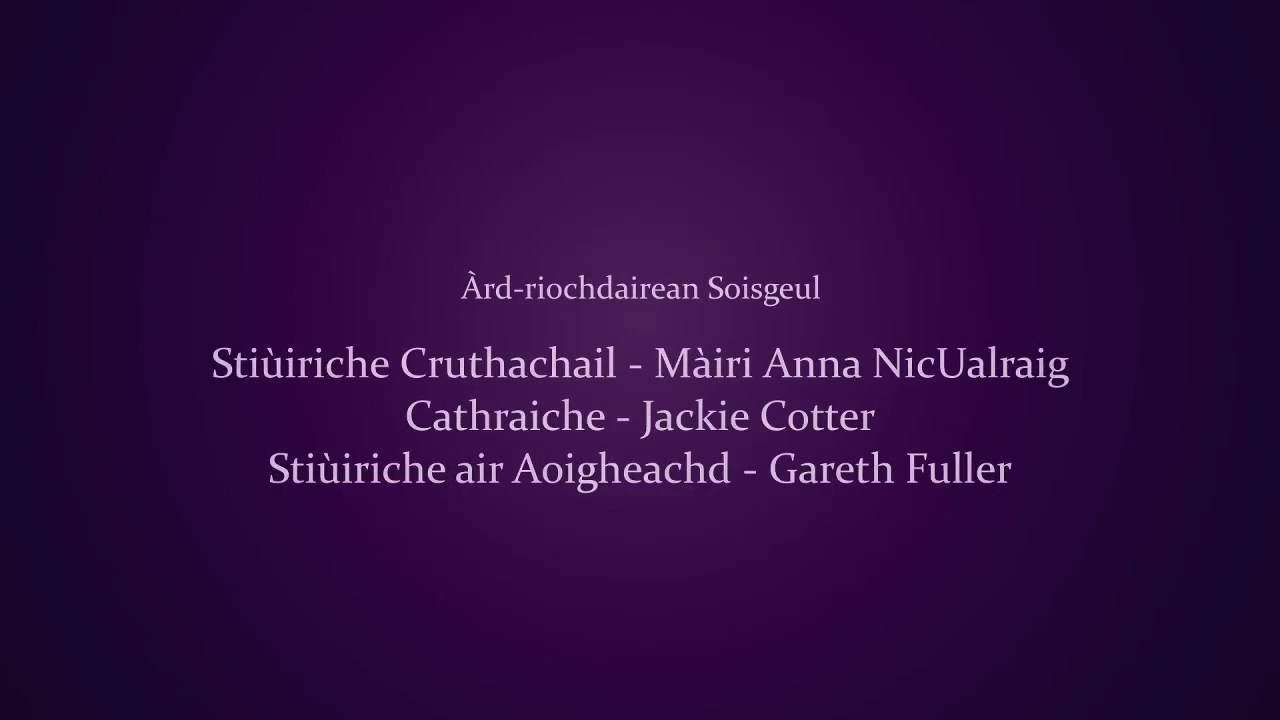 Àrd-riochdairean Soisgeul
Stiùiriche Cruthachail - Màiri Anna NicUalraig
Cathraiche - Jackie Cotter
Stiùiriche air Aoigheachd - Gareth Fuller